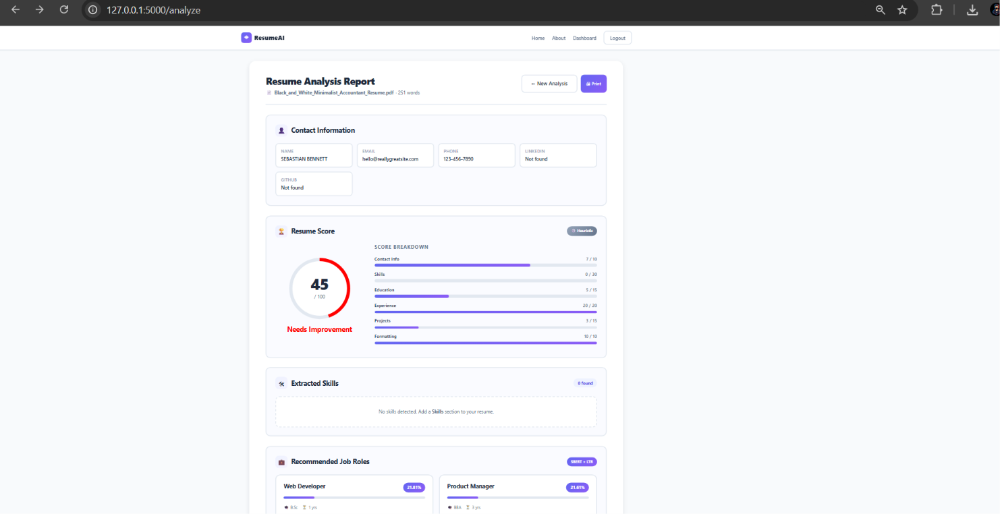 127.0.0.1:5000/analyze
ResumeAI
Home About Dashboard Logout
Resume Analysis Report
← New Analysis
Print
Black_and_White_Minimalist_Accountant_Resume.pdf · 251 words
Contact Information
NAME
SEBASTIAN BENNETT
EMAIL
hello@reallygreatsite.com
PHONE
123-456-7890
LINKEDIN
Not found
GITHUB
Not found
Resume Score
Heuristic
45
/ 100
Needs Improvement
SCORE BREAKDOWN
Contact Info 7 / 10
Skills 0 / 30
Education 5 / 15
Experience 20 / 20
Projects 3 / 15
Formatting 10 / 10
Extracted Skills
0 found
No skills detected. Add a Skills section to your resume.
Recommended Job Roles
SBERT + LTR
Web Developer
21.81%
B.Sc 1 yrs
Product Manager
21.61%
BBA 3 yrs